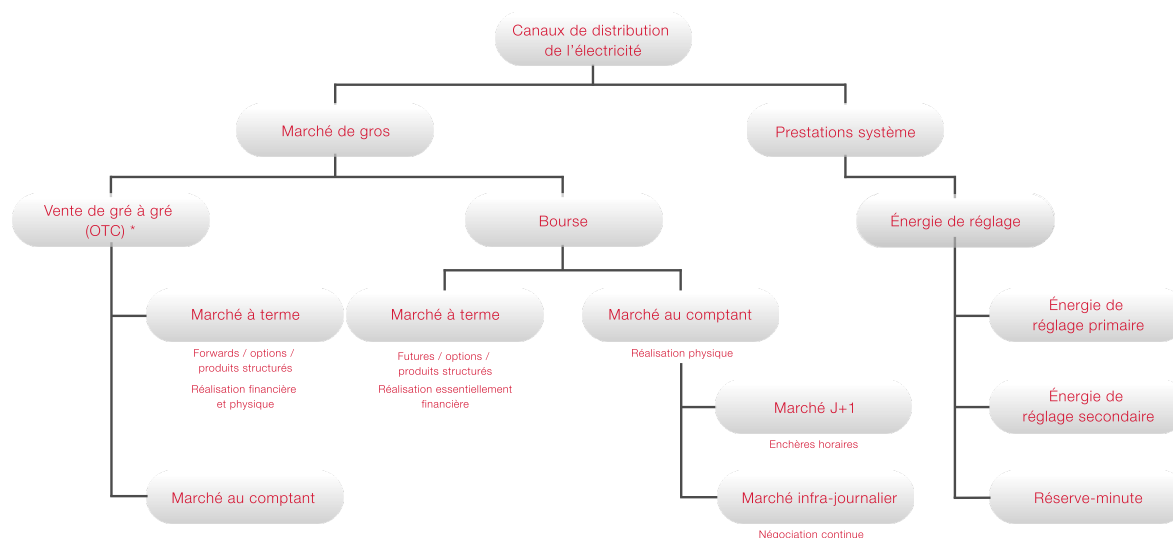 Canaux de distribution
de l'électricité
Marché de gros
Prestations système
Vente de gré à gré
(OTC) *
Bourse
Énergie de réglage
Marché à terme
Forwards / options /
produits structurés
Réalisation financière
et physique
Marché à terme
Futures / options /
produits structurés
Réalisation essentiellement
financière
Marché au comptant
Réalisation physique
Énergie de
réglage primaire
Marché J+1
Enchères horaires
Énergie de
réglage secondaire
Marché au comptant
Marché infra-journalier
Négociation continue
Réserve-minute